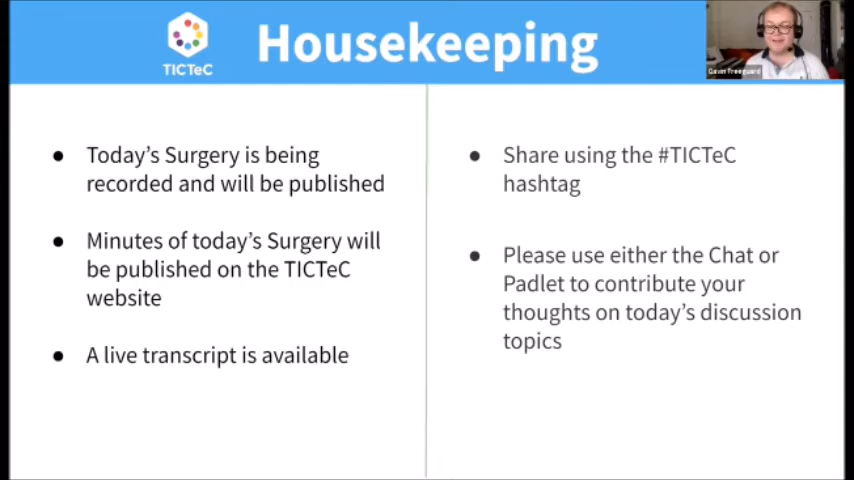 TICTeC
Housekeeping
Gavin Freeguard
● Today's Surgery is being
recorded and will be published
● Minutes of today's Surgery will
be published on the TICTeC
website
● A live transcript is available
● Share using the #TICTeC
hashtag
● Please use either the Chat or
Padlet to contribute your
thoughts on today's discussion
topics